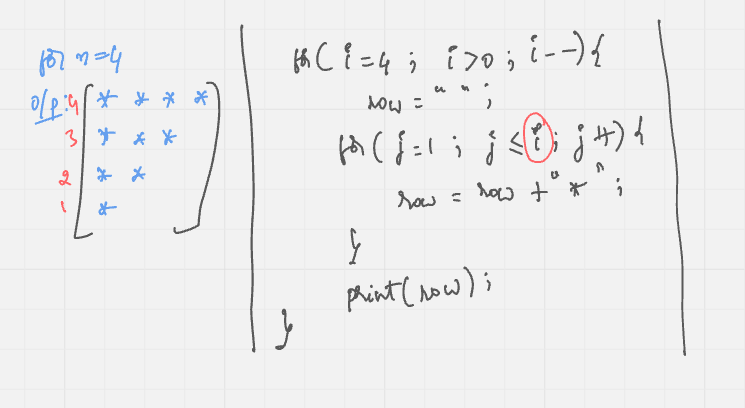 for n=4
o/p: 4 * * * *
3 * * *
2 * *
1 *
for( i=4 ; i>0 ; i--){
row = " " ;
for( j=1 ; j≤i; j++) {
row = row + " * " ;
}
print(row) ;
}